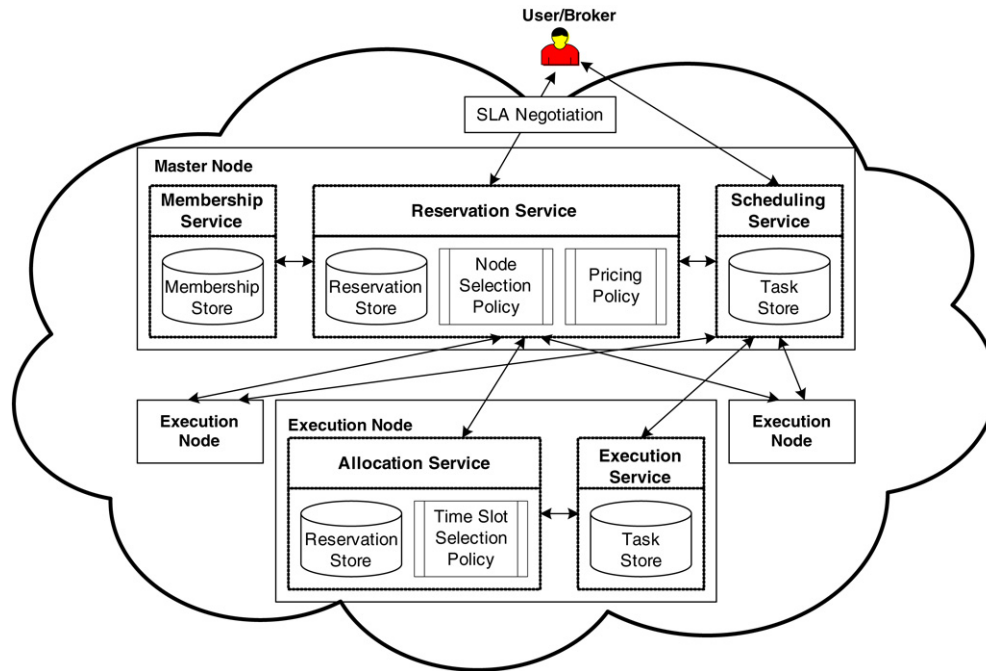 User/Broker
SLA Negotiation
Master Node
Membership
Service
Reservation Service
Scheduling
Service
Membership
Store
Reservation
Store
Node
Selection
Policy
Pricing
Policy
Task
Store
Execution
Node
Execution Node
Execution
Node
Allocation Service
Execution
Service
Reservation
Store
Time Slot
Selection
Policy
Task
Store